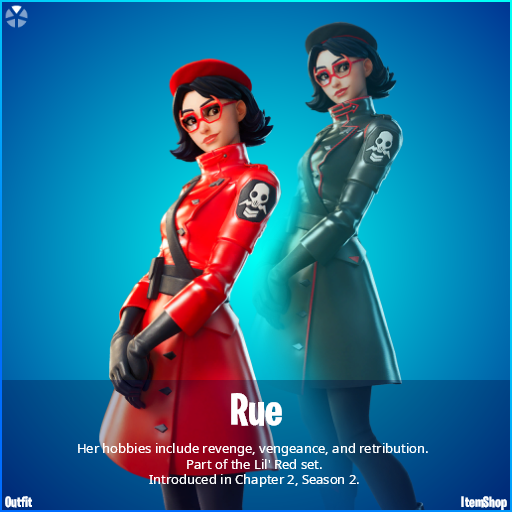 Rue
Her hobbies include revenge, vengeance, and retribution.
Part of the Lil' Red set.
Introduced in Chapter 2, Season 2.
Outfit
ItemShop